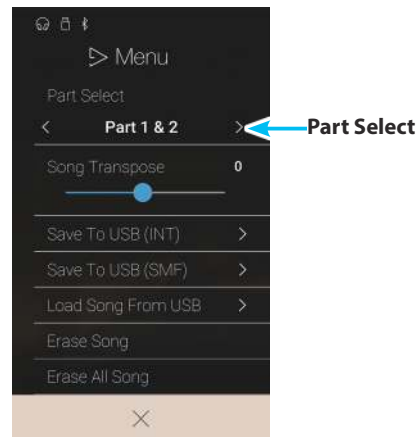 Menu
Part Select
Part 1 & 2
Part Select
Song Transpose 0
Save To USB (INT)
Save To USB (SMF)
Load Song From USB
Erase Song
Erase All Song